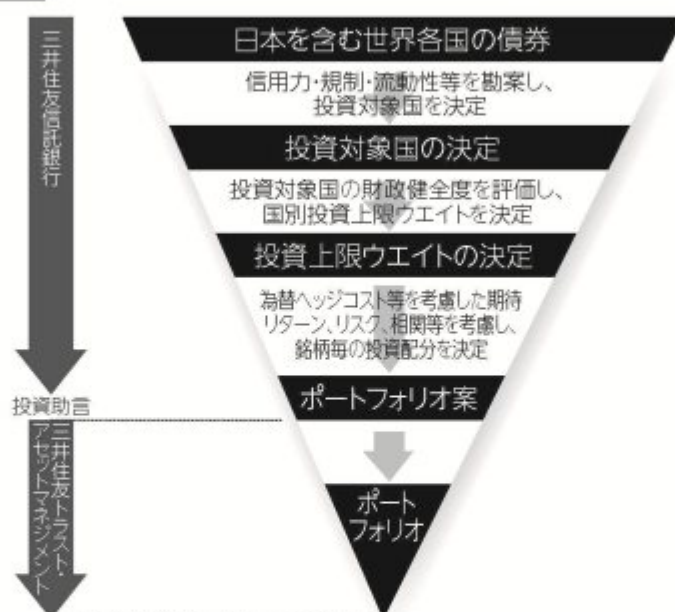 三井住友信託銀行
日本を含む世界各国の債券
信用力・規制・流動性等を勘案し、
投資対象国を決定
投資対象国の決定
投資対象国の財政健全度を評価し、
国別投資上限ウエイトを決定
投資上限ウエイトの決定
為替ヘッジコスト等を考慮した期待
リターン、リスク、相関等を考慮し、
銘柄毎の投資配分を決定
ポートフォリオ案
投資助言
三井住友トラスト・
アセットマネジメント
ポート
フォリオ